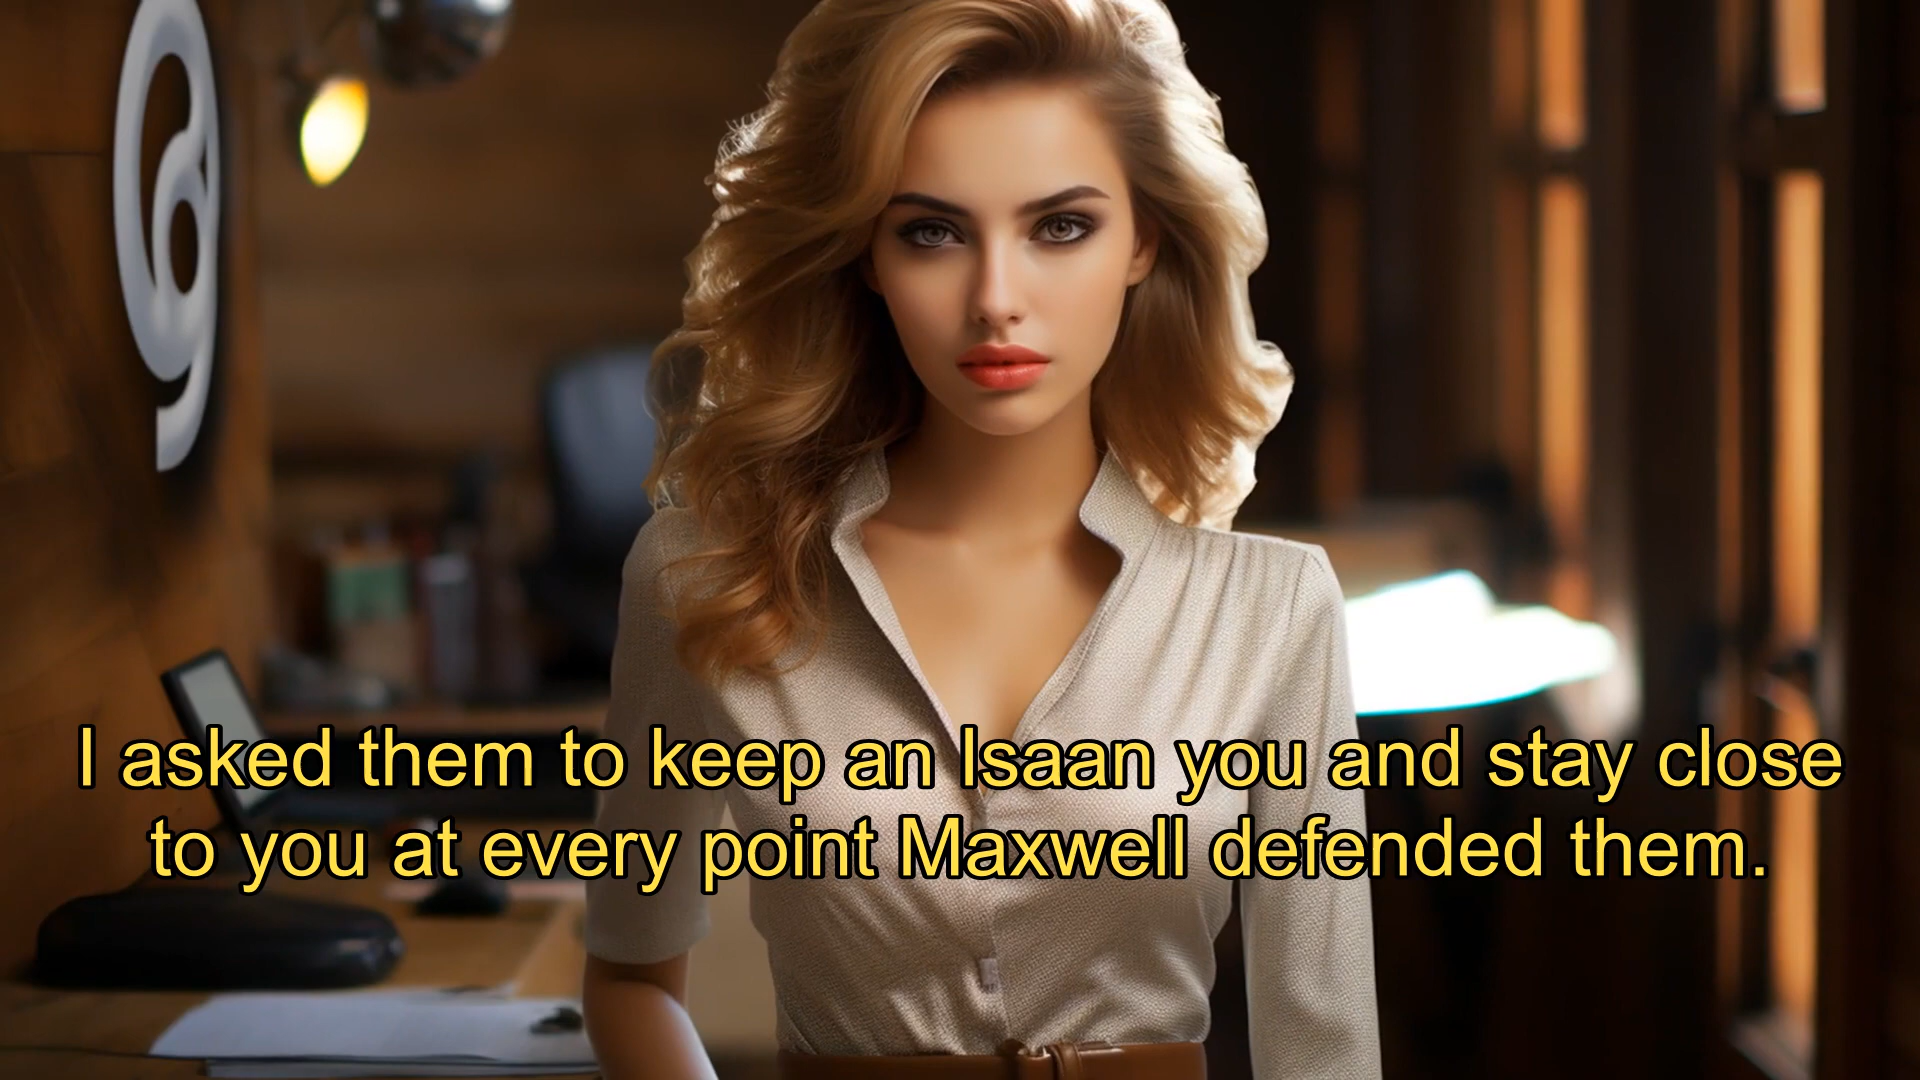 I asked them to keep an Isaan you and stay close
to you at every point Maxwell defended them.